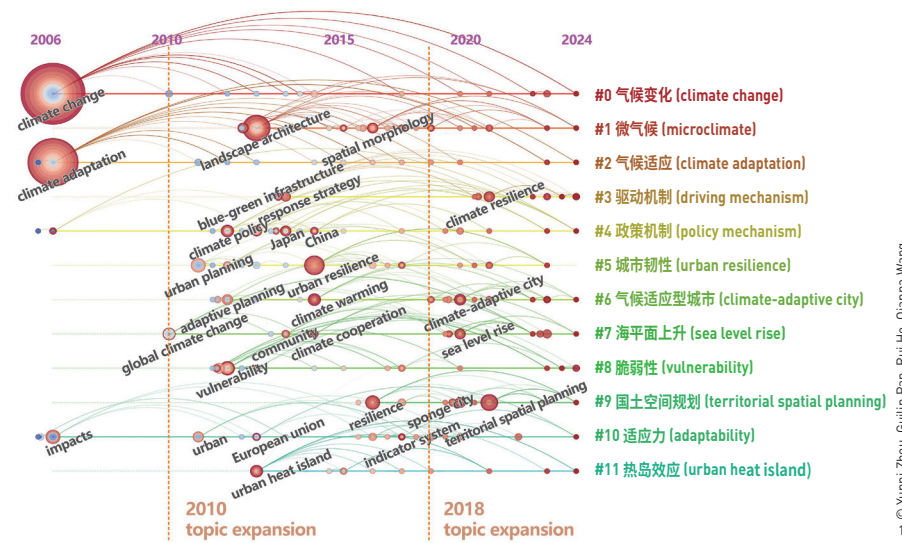 2006
2010
2015
2020
2024
climate change
#0 气候变化 (climate change)
landscape architecture
spatial morphology
#1 微气候 (microclimate)
climate adaptation
#2 气候适应 (climate adaptation)
blue-green infrastructure
response strategy
climate resilience
#3 驱动机制 (driving mechanism)
climate policy
Japan
China
#4 政策机制 (policy mechanism)
urban planning
urban resilience
#5 城市韧性 (urban resilience)
adaptive planning
climate warming
climate-adaptive city
#6 气候适应型城市 (climate-adaptive city)
global climate change
community
climate cooperation
sea level rise
#7 海平面上升 (sea level rise)
vulnerability
#8 脆弱性 (vulnerability)
resilience
sponge city
territorial spatial planning
#9 国土空间规划 (territorial spatial planning)
impacts
urban
European union
indicator system
#10 适应力 (adaptability)
urban heat island
#11 热岛效应 (urban heat island)
2010
topic expansion
2018
topic expansion
1